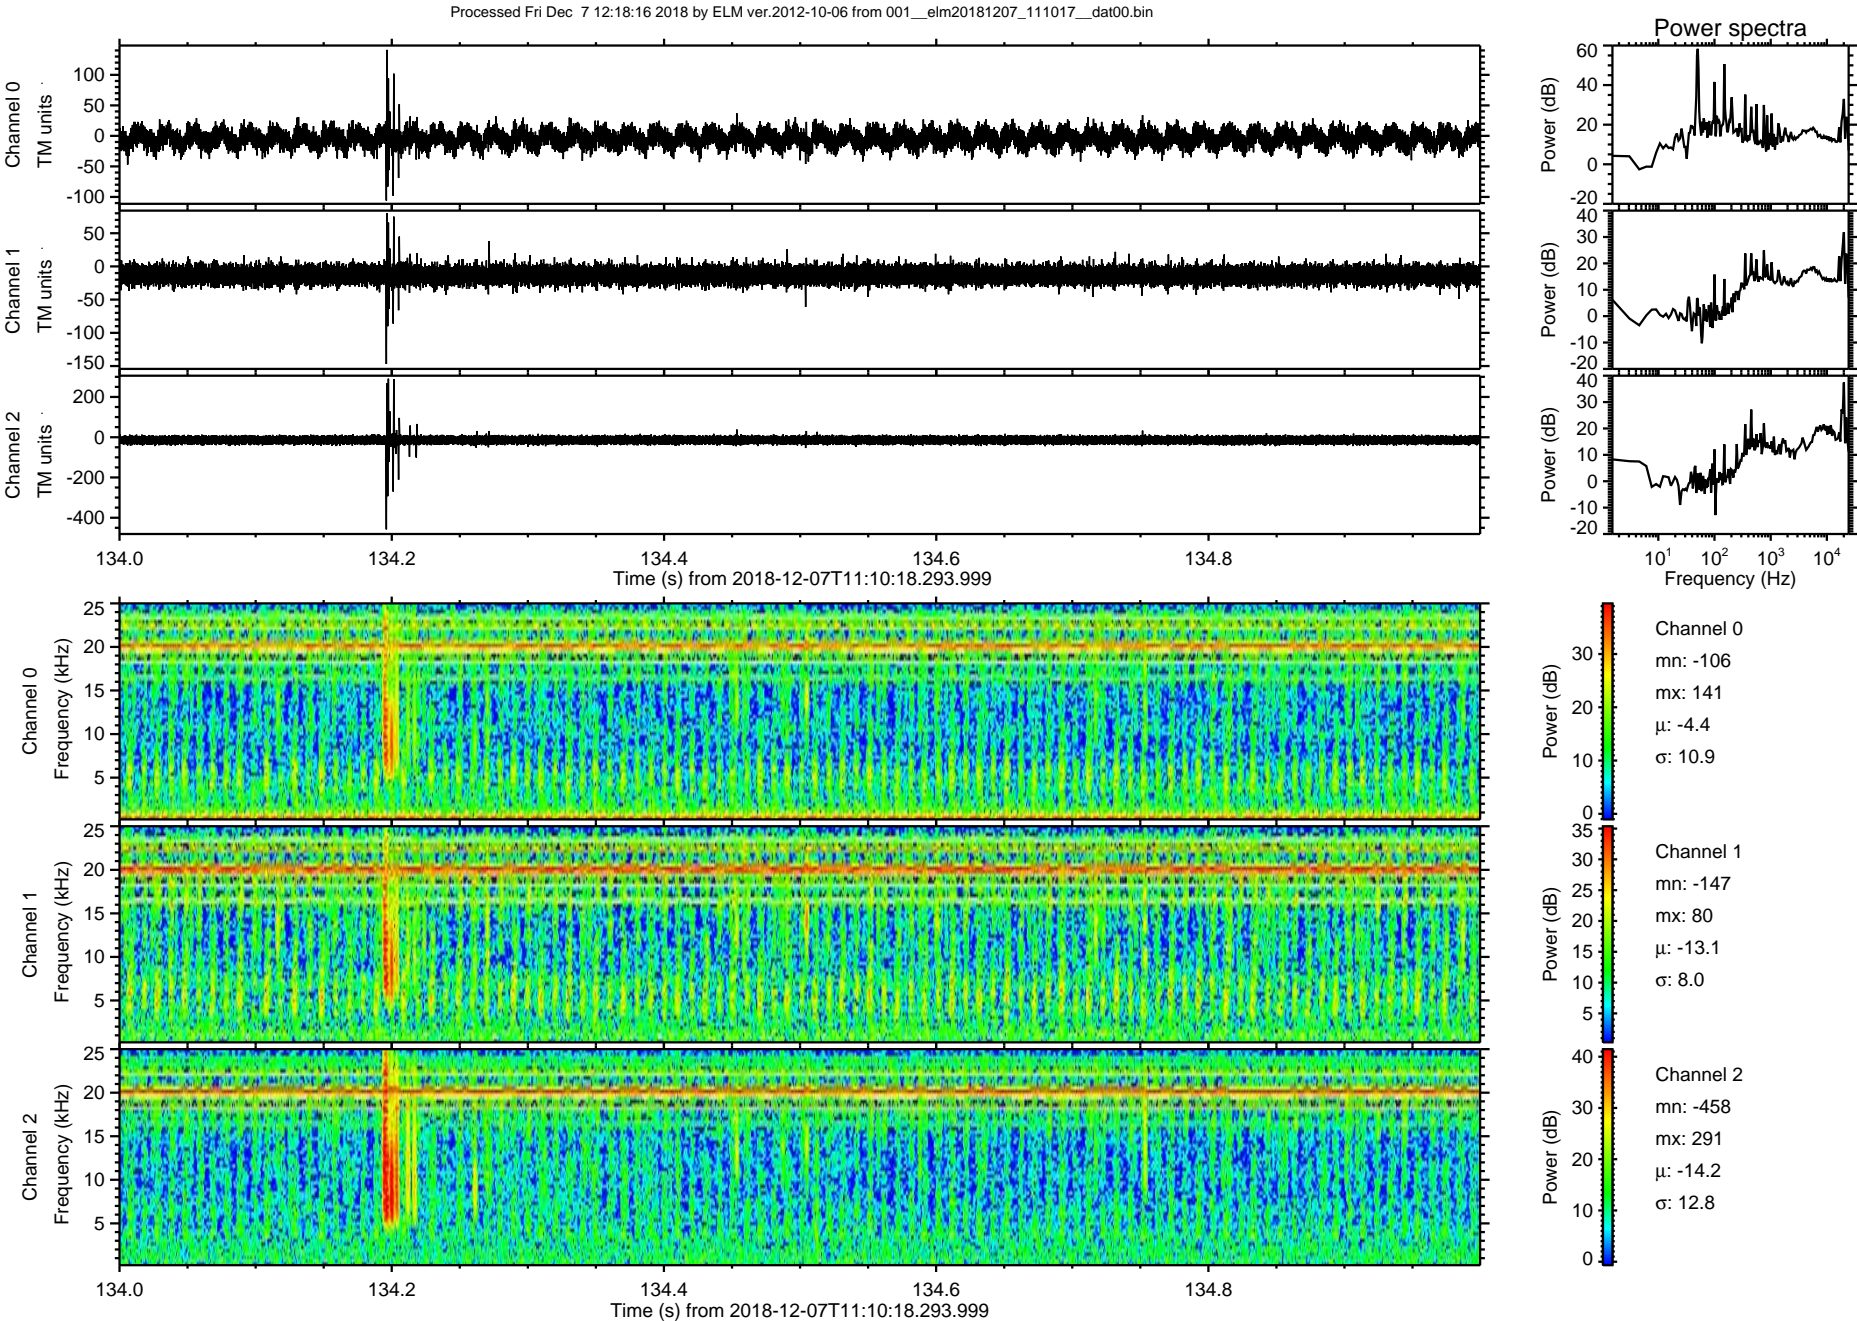 Processed Fri Dec  7 12:18:16 2018 by ELM ver.2012-10-06 from 001__elm20181207_111017__dat00.bin
Power spectra
Channel 0
TM units
100
50
0
-50
-100
Power (dB)
60
40
20
0
-20
Channel 1
TM units
50
0
-50
-100
-150
Power (dB)
40
30
20
10
0
-10
-20
Channel 2
TM units
200
0
-200
-400
Power (dB)
40
30
20
10
0
-10
-20
134.0 134.2 134.4 134.6 134.8
Time (s) from 2018-12-07T11:10:18.293.999
10¹ 10² 10³ 10⁴
Frequency (Hz)
Channel 0
Frequency (kHz)
25
20
15
10
5
Power (dB)
30
20
10
0
Channel 0
mn: -106
mx: 141
µ: -4.4
σ: 10.9
Channel 1
Frequency (kHz)
25
20
15
10
5
Power (dB)
35
30
25
20
15
10
5
Channel 1
mn: -147
mx: 80
µ: -13.1
σ: 8.0
Channel 2
Frequency (kHz)
25
20
15
10
5
Power (dB)
40
30
20
10
0
Channel 2
mn: -458
mx: 291
µ: -14.2
σ: 12.8
134.0 134.2 134.4 134.6 134.8
Time (s) from 2018-12-07T11:10:18.293.999